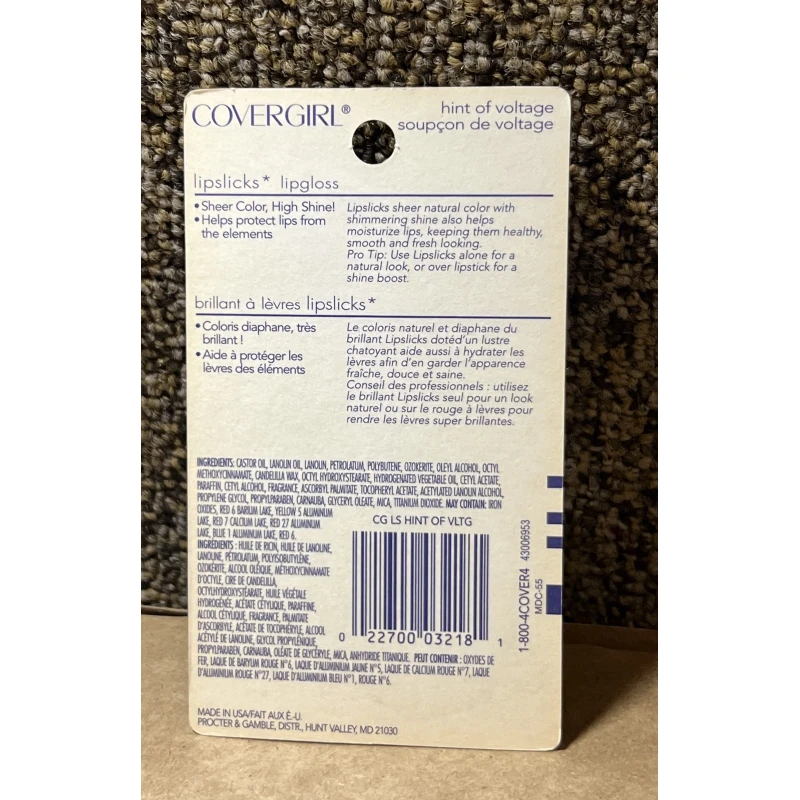 COVERGIRL®
hint of voltage
soupçon de voltage
lipslicks* lipgloss
• Sheer Color, High Shine!
• Helps protect lips from
the elements
Lipslicks sheer natural color with
shimmering shine also helps
moisturize lips, keeping them healthy,
smooth and fresh looking.
Pro Tip: Use Lipslicks alone for a
natural look, or over lipstick for a
shine boost.
brillant à lèvres lipslicks*
• Coloris diaphane, très
brillant !
• Aide à protéger les
lèvres des éléments
Le coloris naturel et diaphane du
brillant Lipslicks dotéd'un lustre
chatoyant aide aussi à hydrater les
lèvres afin d'en garder l'apparence
fraîche, douce et saine.
Conseil des professionnels : utilisez
le brillant Lipslicks seul pour un look
naturel ou sur le rouge à lèvres pour
rendre les lèvres super brillantes.
INGREDIENTS: CASTOR OIL, LANOLIN OIL, LANOLIN, PETROLATUM, POLYBUTENE, OZOKERITE, OLEYL ALCOHOL, OCTYL
METHOXYCINNAMATE, CANDELILLA WAX, OCTYL HYDROXYSTEARATE, HYDROGENATED VEGETABLE OIL, CETYL ACETATE,
PARAFFIN, CETYL ALCOHOL, FRAGRANCE, ASCORBYL PALMITATE, TOCOPHERYL ACETATE, ACETYLATED LANOLIN ALCOHOL,
PROPYLENE GLYCOL, PROPYLPARABEN, CARNAUBA, GLYCERYL OLEATE, MICA, TITANIUM DIOXIDE. MAY CONTAIN: IRON
OXIDES, RED 6 BARIUM LAKE, YELLOW 5 ALUMINUM
LAKE, RED 7 CALCIUM LAKE, RED 27 ALUMINUM
LAKE, BLUE 1 ALUMINUM LAKE, RED 6.
INGRÉDIENTS : HUILE DE RICIN, HUILE DE LANOLINE,
LANOLINE, PÉTROLATUM, POLYISOBUTYLÈNE,
OZOKÉRITE, ALCOOL OLÉIQUE, MÉTHOXYCINNAMATE
D'OCTYLE, CIRE DE CANDELILLA,
OCTYLHYDROXYSTÉARATE, HUILE VÉGÉTALE
HYDROGÉNÉE, ACÉTATE CÉTYLIQUE, PARAFFINE,
ALCOOL CÉTYLIQUE, FRAGRANCE, PALMITATE
D'ASCORBYLE, ACÉTATE DE TOCOPHÉRYLE, ALCOOL
ACÉTYLÉ DE LANOLINE, GLYCOL PROPYLÉNIQUE,
PROPYLPARABEN, CARNAUBA, OLÉATE DE GLYCÉRYLE, MICA, ANHYDRIDE TITANIQUE. PEUT CONTENIR : OXYDES DE
FER, LAQUE DE BARYUM ROUGE N°6, LAQUE D'ALUMINIUM JAUNE N°5, LAQUE DE CALCIUM ROUGE N°7, LAQUE
D'ALUMINIUM ROUGE N°27, LAQUE D'ALUMINIUM BLEU N°1, ROUGE N°6.
CG LS HINT OF VLTG
0 22700 03218 1
1-800-4COVER4 43006953
MDC-55
MADE IN USA/FAIT AUX É.-U.
PROCTER & GAMBLE, DISTR., HUNT VALLEY, MD 21030